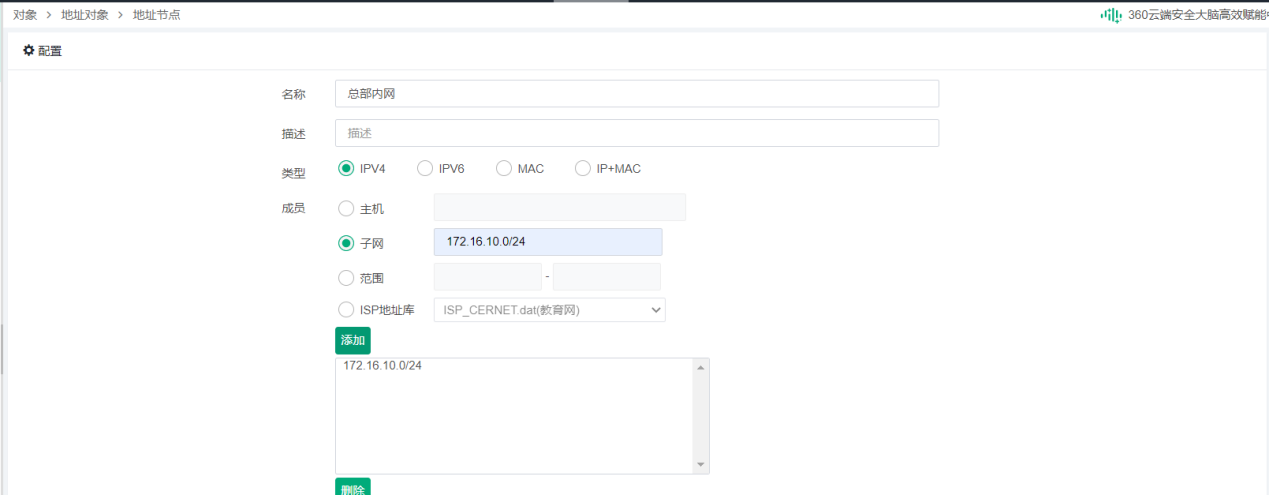 对象 > 地址对象 > 地址节点
360云端安全大脑高效赋能
配置
名称 总部内网
描述 描述
类型 IPV4 IPV6 MAC IP+MAC
成员 主机
子网 172.16.10.0/24
范围 -
ISP地址库 ISP_CERNET.dat(教育网)
添加
172.16.10.0/24
删除